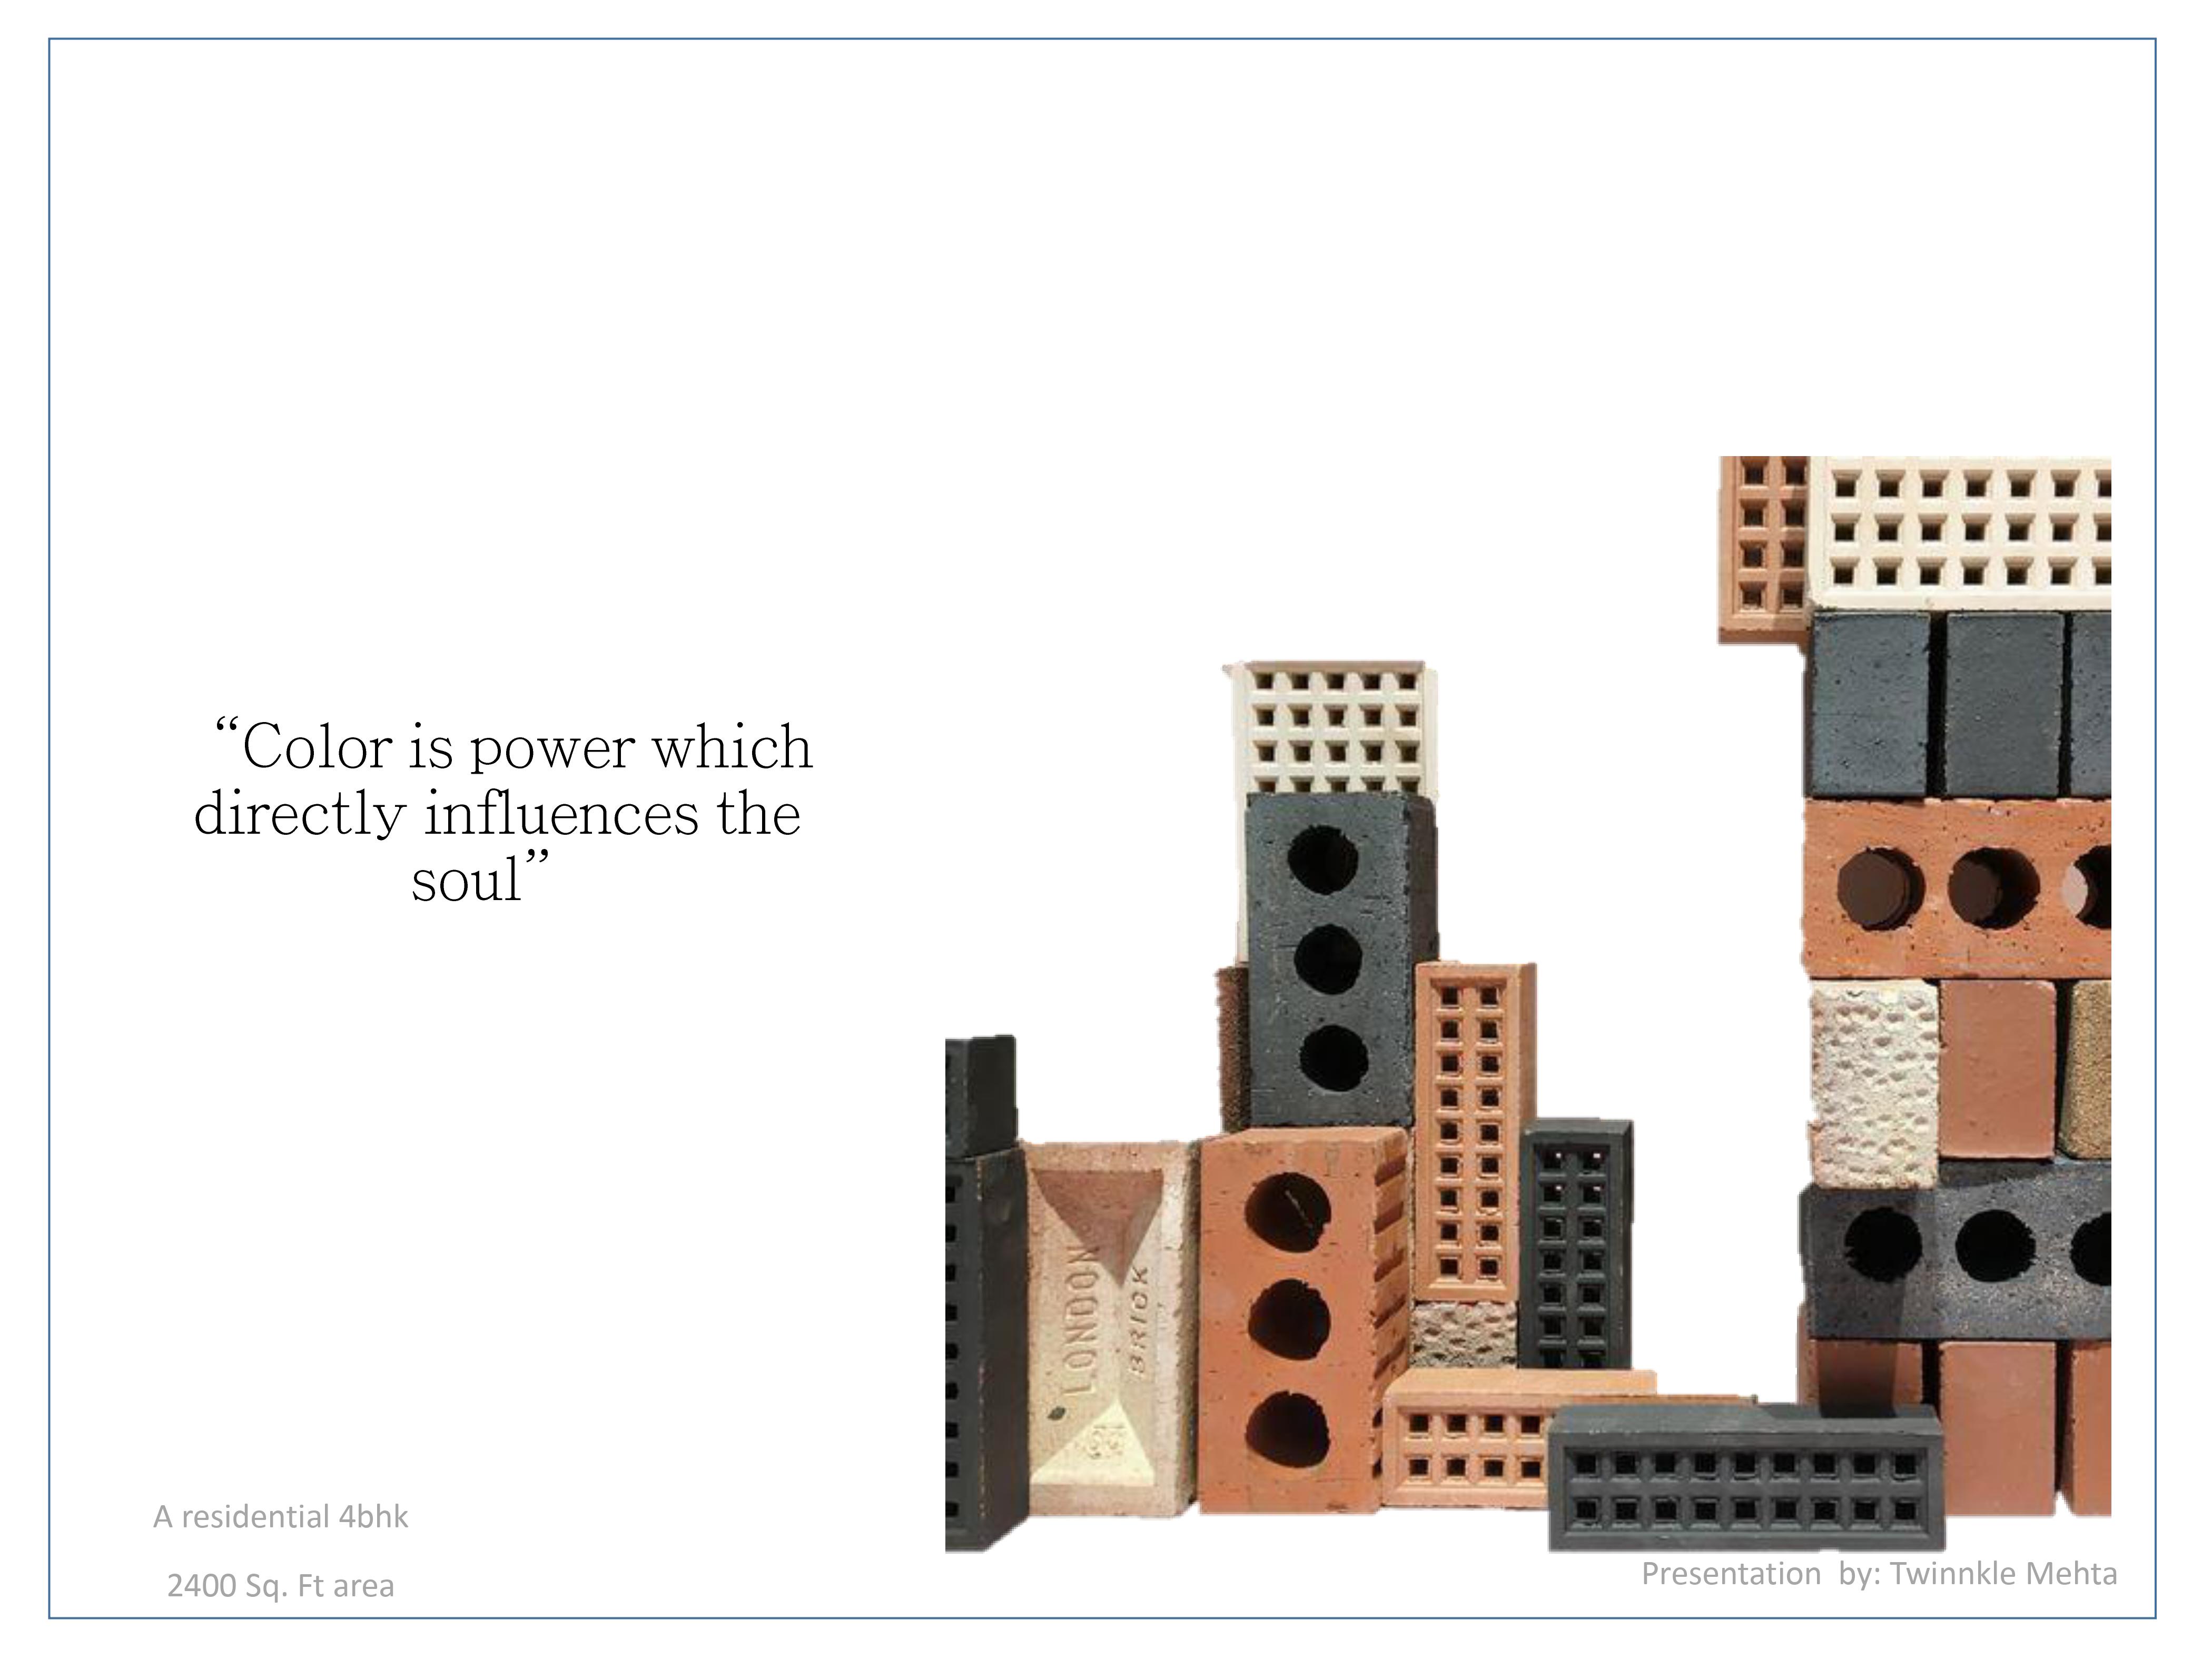 “Color is power which
directly influences the
soul”
LONDON
BRICK
A residential 4bhk
2400 Sq. Ft area
Presentation by: Twinnkle Mehta